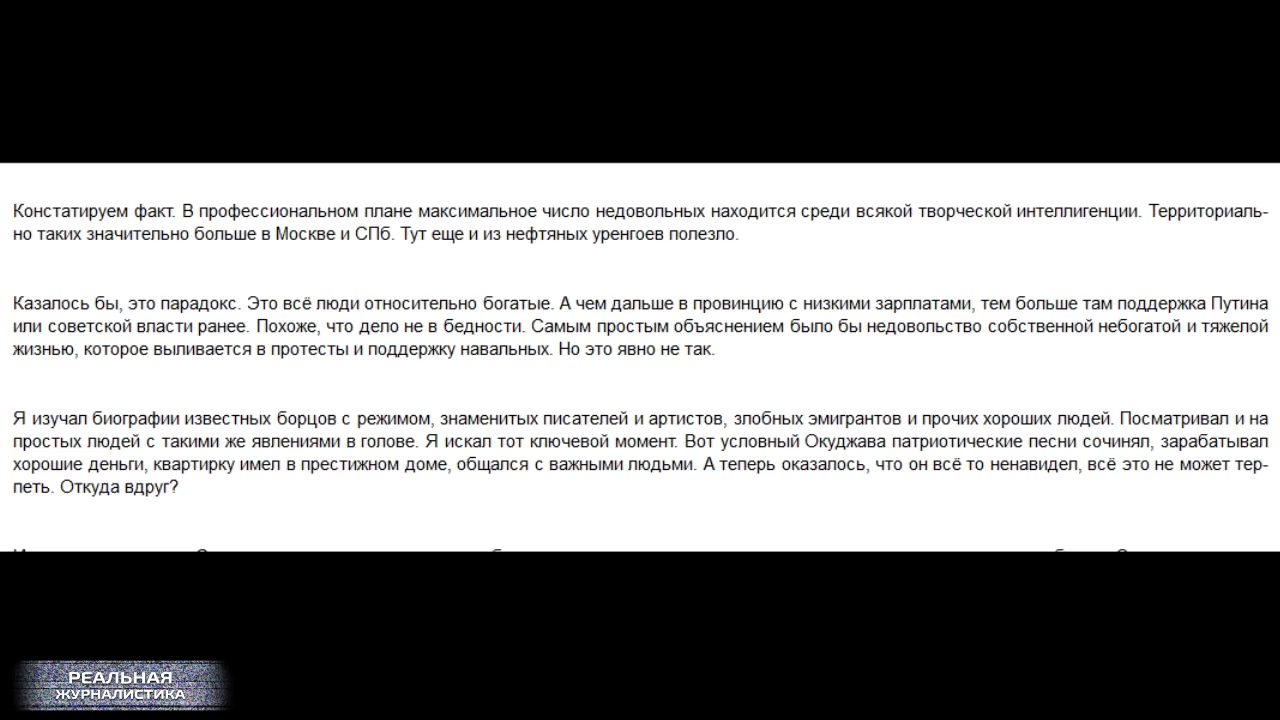 Констатируем факт. В профессиональном плане максимальное число недовольных находится среди всякой творческой интеллигенции. Территориаль-
но таких значительно больше в Москве и СПб. Тут еще и из нефтяных уренгоев полезло.
Казалось бы, это парадокс. Это всё люди относительно богатые. А чем дальше в провинцию с низкими зарплатами, тем больше там поддержка Путина
или советской власти ранее. Похоже, что дело не в бедности. Самым простым объяснением было бы недовольство собственной небогатой и тяжелой
жизнью, которое выливается в протесты и поддержку навальных. Но это явно не так.
Я изучал биографии известных борцов с режимом, знаменитых писателей и артистов, злобных эмигрантов и прочих хороших людей. Посматривал и на
простых людей с такими же явлениями в голове. Я искал тот ключевой момент. Вот условный Окуджава патриотические песни сочинял, зарабатывал
хорошие деньги, квартирку имел в престижном доме, общался с важными людьми. А теперь оказалось, что он всё то ненавидел, всё это не может тер-
петь. Откуда вдруг?
РЕАЛЬНАЯ
ЖУРНАЛИСТИКА